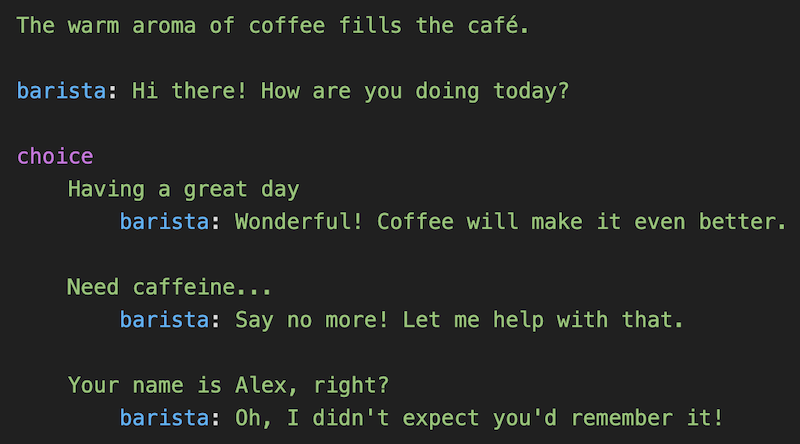 The warm aroma of coffee fills the café.
barista: Hi there! How are you doing today?
choice
Having a great day
barista: Wonderful! Coffee will make it even better.
Need caffeine...
barista: Say no more! Let me help with that.
Your name is Alex, right?
barista: Oh, I didn't expect you'd remember it!